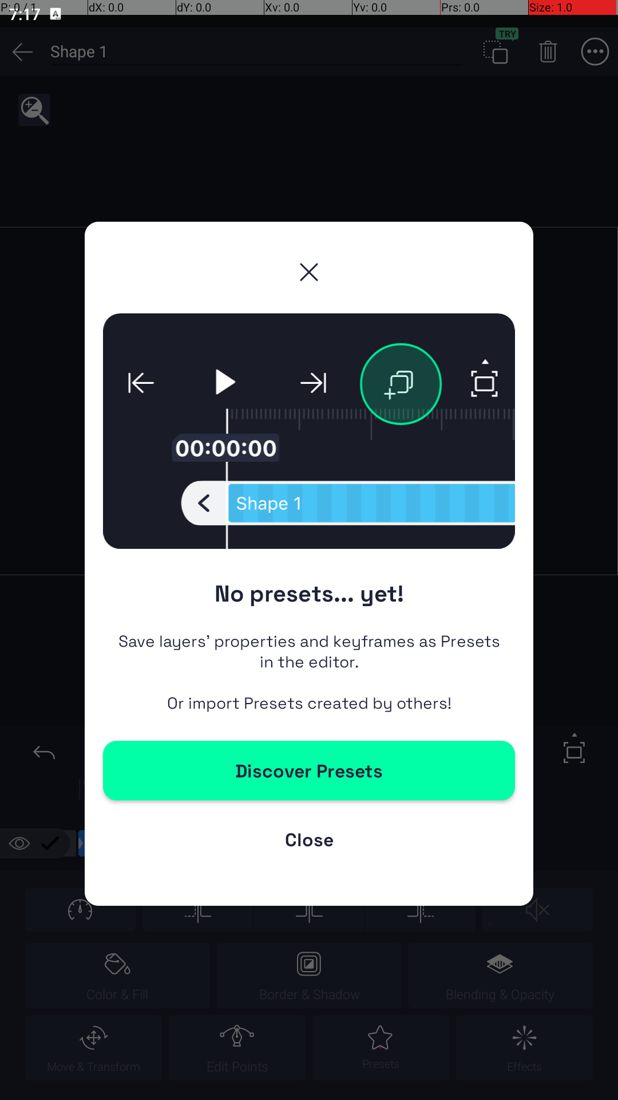 P: 0 / 1 dX: 0.0 dY: 0.0 Xv: 0.0 Yv: 0.0 Prs: 0.0 Size: 1.0
7:17 A
TRY
Shape 1
00:00:00
Shape 1
No presets... yet!
Save layers' properties and keyframes as Presets
in the editor.
Or import Presets created by others!
Discover Presets
Close
Color & Fill Border & Shadow Blending & Opacity
Move & Transform Edit Points Presets Effects